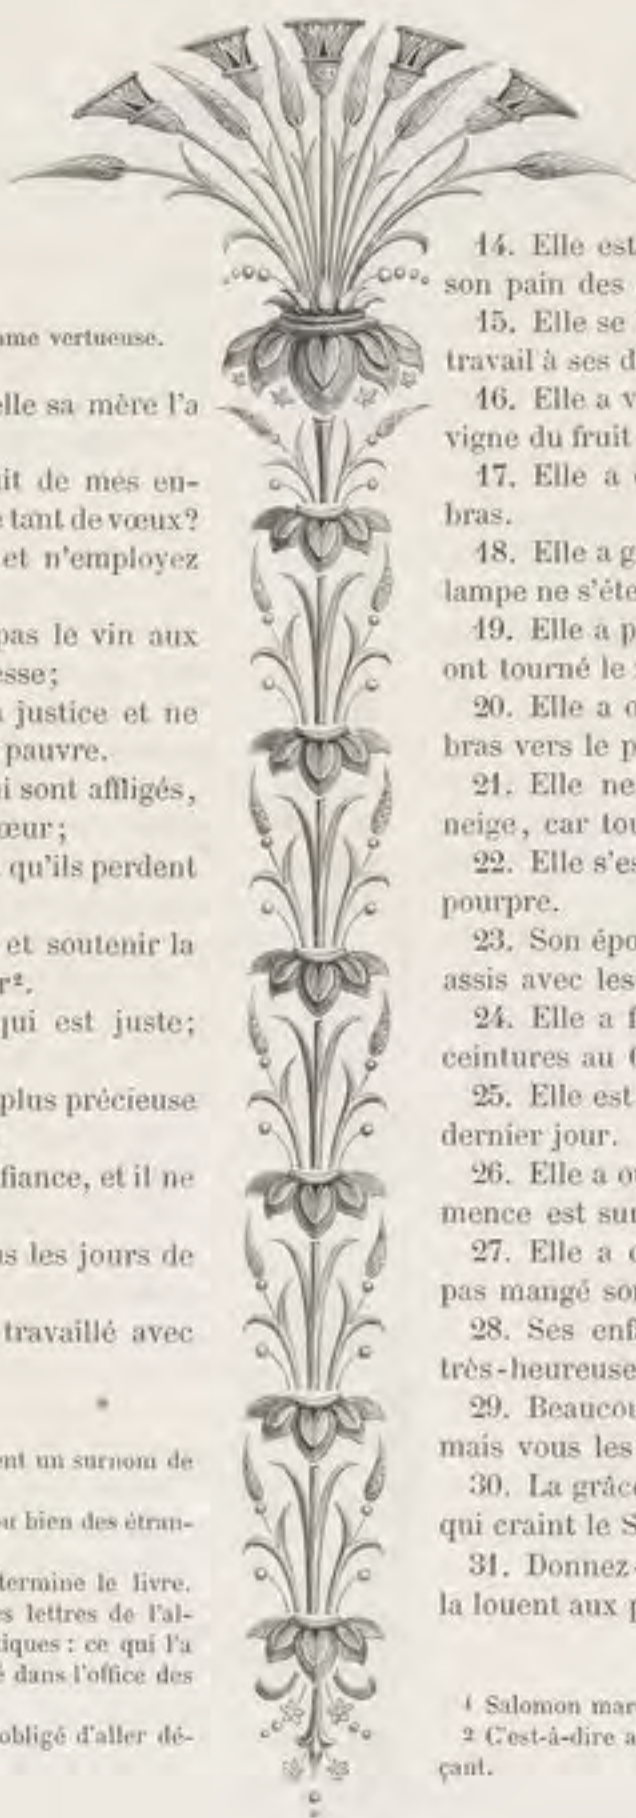 me vertueuse.
elle sa mère l'a
it de mes en-
e tant de vœux?
et n'employez
pas le vin aux
esse;
justice et ne
pauvre.
i sont affligés,
œur;
qu'ils perdent
et soutenir la
r².
qui est juste;
plus précieuse
fiance, et il ne
s les jours de
travaillé avec
*
ent un surnom de
u bien des étran-
termine le livre.
s lettres de l'al-
tiques : ce qui l'a
é dans l'office des
obligé d'aller dé-
14. Elle est
son pain des
15. Elle se
travail à ses d
16. Elle a v
vigne du fruit
17. Elle a
bras.
18. Elle a g
lampe ne s'éte
19. Elle a p
ont tourné le
20. Elle a o
bras vers le p
21. Elle ne
neige, car tou
22. Elle s'es
pourpre.
23. Son épo
assis avec les
24. Elle a f
ceintures au
25. Elle est
dernier jour.
26. Elle a ou
mence est sur
27. Elle a
pas mangé so
28. Ses enf
très-heureuse
29. Beaucou
mais vous les
30. La grâc
qui craint le S
31. Donnez-
la louent aux p
1 Salomon mar
2 C'est-à-dire a
çant.